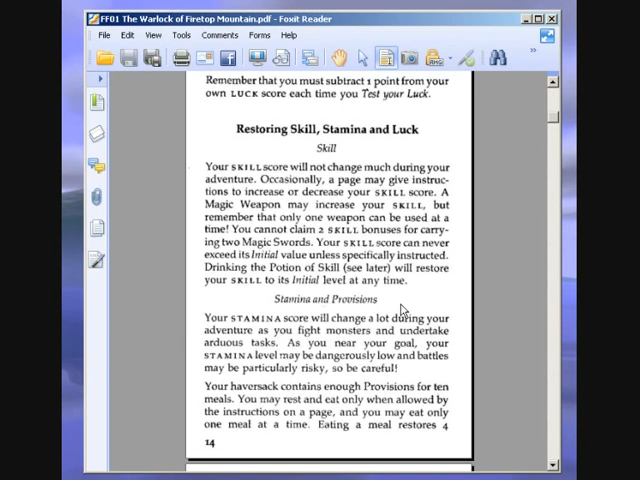 FF01 The Warlock of Firetop Mountain.pdf - Foxit Reader
File Edit View Tools Comments Forms Help
Remember that you must subtract 1 point from your
own LUCK score each time you Test your Luck.
Restoring Skill, Stamina and Luck
Skill
Your SKILL score will not change much during your
adventure. Occasionally, a page may give instruc-
tions to increase or decrease your SKILL score. A
Magic Weapon may increase your SKILL, but
remember that only one weapon can be used at a
time! You cannot claim 2 SKILL bonuses for carry-
ing two Magic Swords. Your SKILL score can never
exceed its Initial value unless specifically instructed.
Drinking the Potion of Skill (see later) will restore
your SKILL to its Initial level at any time.
Stamina and Provisions
Your STAMINA score will change a lot during your
adventure as you fight monsters and undertake
arduous tasks. As you near your goal, your
STAMINA level may be dangerously low and battles
may be particularly risky, so be careful!
Your haversack contains enough Provisions for ten
meals. You may rest and eat only when allowed by
the instructions on a page, and you may eat only
one meal at a time. Eating a meal restores 4
14